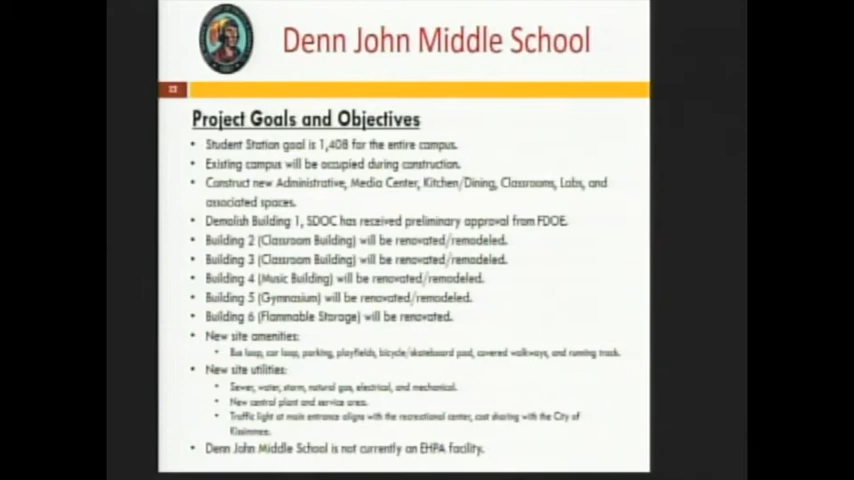 Denn John Middle School
22
Project Goals and Objectives
• Student Station goal is 1,408 for the entire campus.
• Existing campus will be occupied during construction.
• Construct new Administrative, Media Center, Kitchen/Dining, Classrooms, Labs, and
associated spaces.
• Demolish Building 1, SDOC has received preliminary approval from FDOE.
• Building 2 (Classroom Building) will be renovated/remodeled.
• Building 3 (Classroom Building) will be renovated/remodeled.
• Building 4 (Music Building) will be renovated/remodeled.
• Building 5 (Gymnasium) will be renovated/remodeled.
• Building 6 (Flammable Storage) will be renovated.
• New site amenities:
• Bus loop, car loop, parking, playfields, bicycle/skateboard pad, covered walkways, and running track.
• New site utilities:
• Sewer, water, storm, natural gas, electrical, and mechanical.
• New central plant and service area.
• Traffic light at main entrance aligns with the recreational center, cost sharing with the City of
Kissimmee.
• Denn John Middle School is not currently an EHPA facility.